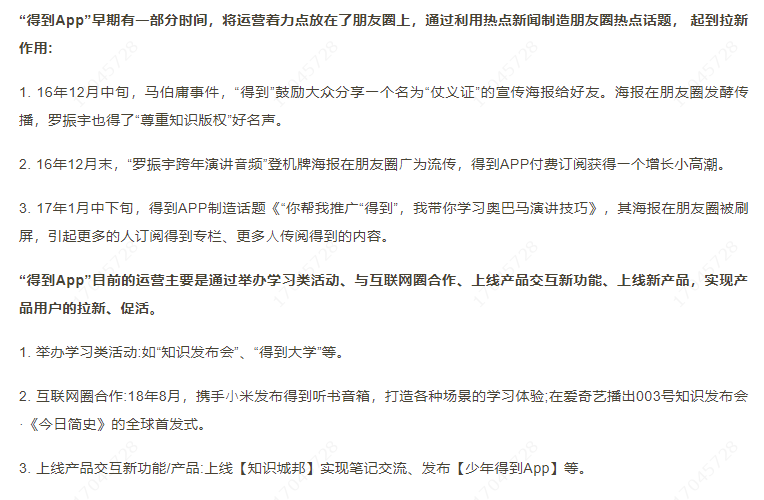 “得到App”早期有一部分时间，将运营着力点放在了朋友圈上，通过利用热点新闻制造朋友圈热点话题， 起到拉新
作用：
1. 16年12月中旬，马伯庸事件，“得到”鼓励大众分享一个名为“仗义证”的宣传海报给好友。海报在朋友圈发酵传
播，罗振宇也得了“尊重知识版权”好名声。
2. 16年12月末，“罗振宇跨年演讲音频”登机牌海报在朋友圈广为流传，得到APP付费订阅获得一个增长小高潮。
3. 17年1月中下旬，得到APP制造话题《“你帮我推广“得到”，我带你学习奥巴马演讲技巧》，其海报在朋友圈被刷
屏，引起更多的人订阅得到专栏、更多人传阅得到的内容。
“得到App”目前的运营主要是通过举办学习类活动、与互联网圈合作、上线产品交互新功能、上线新产品，实现产
品用户的拉新、促活。
1. 举办学习类活动:如“知识发布会”、“得到大学”等。
2. 互联网圈合作:18年8月，携手小米发布得到听书音箱，打造各种场景的学习体验;在爱奇艺播出003号知识发布会
·《今日简史》的全球首发式。
3. 上线产品交互新功能/产品:上线【知识城邦】实现笔记交流、发布【少年得到App】等。